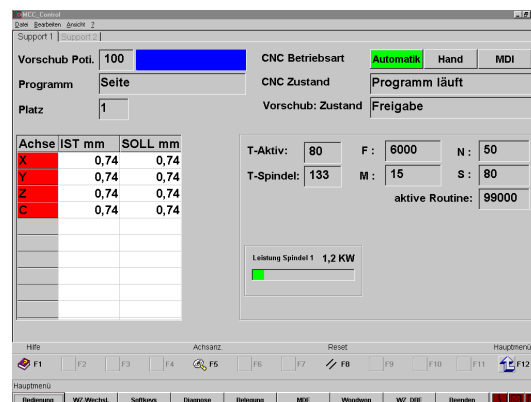 MCC_Control
Datei Bearbeiten Ansicht ?
Support 1 Support 2
Vorschub Poti. 100 CNC Betriebsart Automatik Hand MDI
Programm Seite CNC Zustand Programm läuft
Platz 1 Vorschub: Zustand Freigabe
Achse IST mm SOLL mm
X 0,74 0,74
Y 0,74 0,74
Z 0,74 0,74
C 0,74 0,74
T-Aktiv: 80 F : 6000 N : 50
T-Spindel: 133 M : 15 S : 80
aktive Routine: 99000
Leistung Spindel 1 1,2 KW
Hilfe Achsanz. Reset Hauptmenü
F1 F2 F3 F4 F5 F6 F7 F8 F9 F10 F11 F12
Hauptmenü
Bedienung WZ.Wechsl. Softkeys Diagnose Belegung MDE Woodwop WZ_DBE Beenden